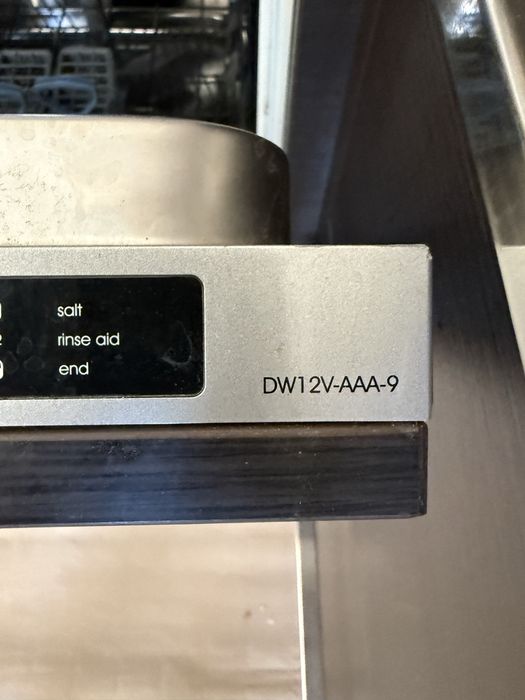 salt
rinse aid
end
DW12V-AAA-9